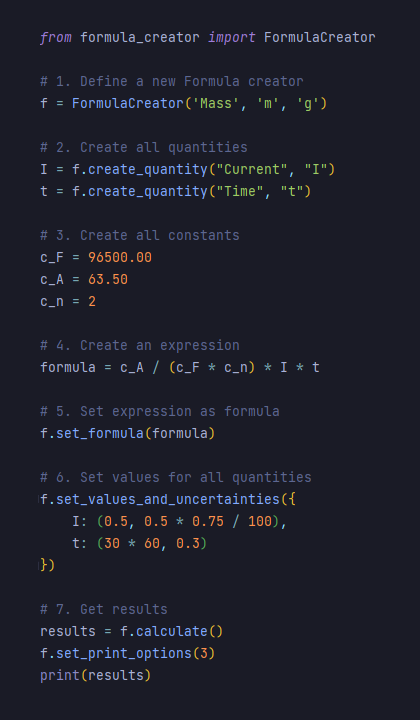 from formula_creator import FormulaCreator
# 1. Define a new Formula creator
f = FormulaCreator('Mass', 'm', 'g')
# 2. Create all quantities
I = f.create_quantity("Current", "I")
t = f.create_quantity("Time", "t")
# 3. Create all constants
c_F = 96500.00
c_A = 63.50
c_n = 2
# 4. Create an expression
formula = c_A / (c_F * c_n) * I * t
# 5. Set expression as formula
f.set_formula(formula)
# 6. Set values for all quantities
f.set_values_and_uncertainties({
    I: (0.5, 0.5 * 0.75 / 100),
    t: (30 * 60, 0.3)
})
# 7. Get results
results = f.calculate()
f.set_print_options(3)
print(results)